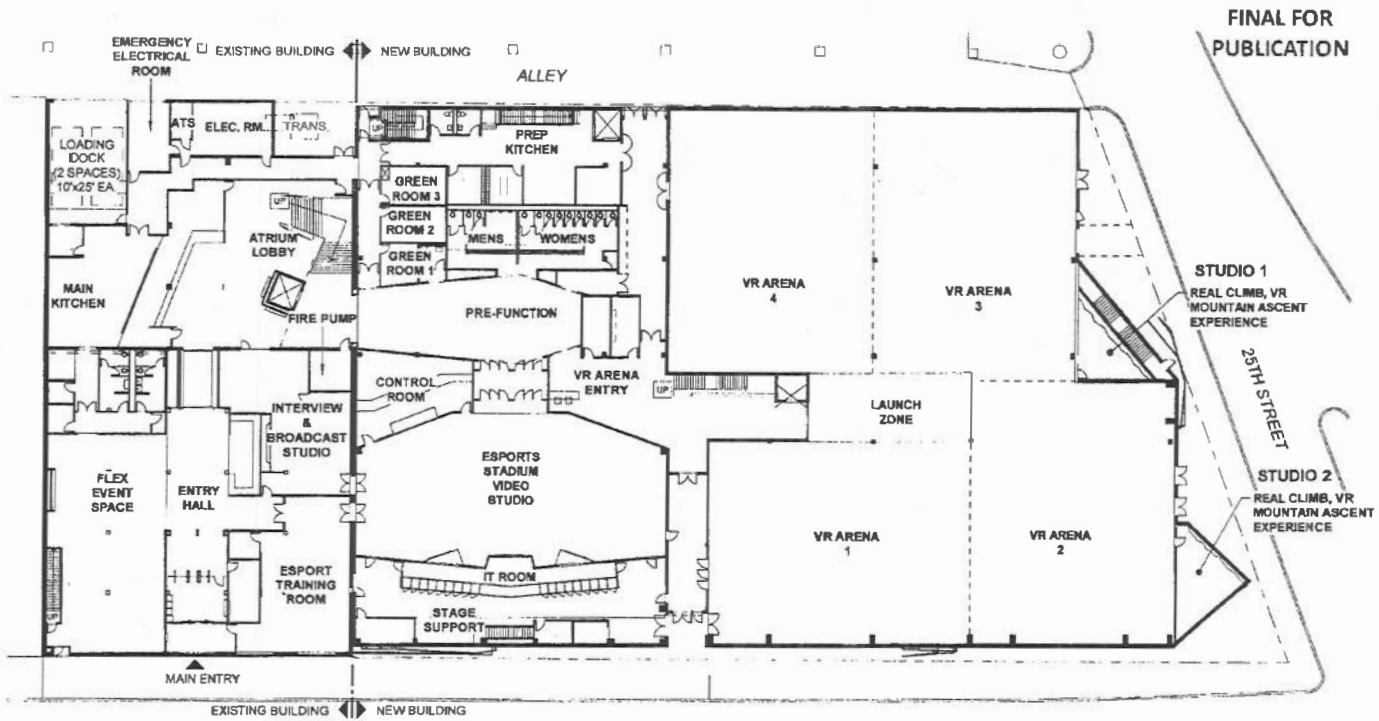 FINAL FOR
PUBLICATION
EMERGENCY
ELECTRICAL
ROOM
EXISTING BUILDING
NEW BUILDING
ALLEY
ATS
ELEC. RM.
TRANS.
UP
LOADING
DOCK
(2 SPACES)
10'x25' EA.
PREP
KITCHEN
GREEN
ROOM 3
GREEN
ROOM 2
GREEN
ROOM 1
MENS
WOMENS
UP
ATRIUM
LOBBY
MAIN
KITCHEN
FIRE PUMP
PRE-FUNCTION
VR ARENA
4
VR ARENA
3
STUDIO 1
REAL CLIMB, VR
MOUNTAIN ASCENT
EXPERIENCE
25TH STREET
CONTROL
ROOM
VR ARENA
ENTRY
UP
LAUNCH
ZONE
INTERVIEW
&
BROADCAST
STUDIO
ESPORTS
STADIUM
VIDEO
STUDIO
FLEX
EVENT
SPACE
ENTRY
HALL
STUDIO 2
REAL CLIMB, VR
MOUNTAIN ASCENT
EXPERIENCE
VR ARENA
1
VR ARENA
2
ESPORT
TRAINING
ROOM
IT ROOM
STAGE
SUPPORT
UP
MAIN ENTRY
EXISTING BUILDING
NEW BUILDING